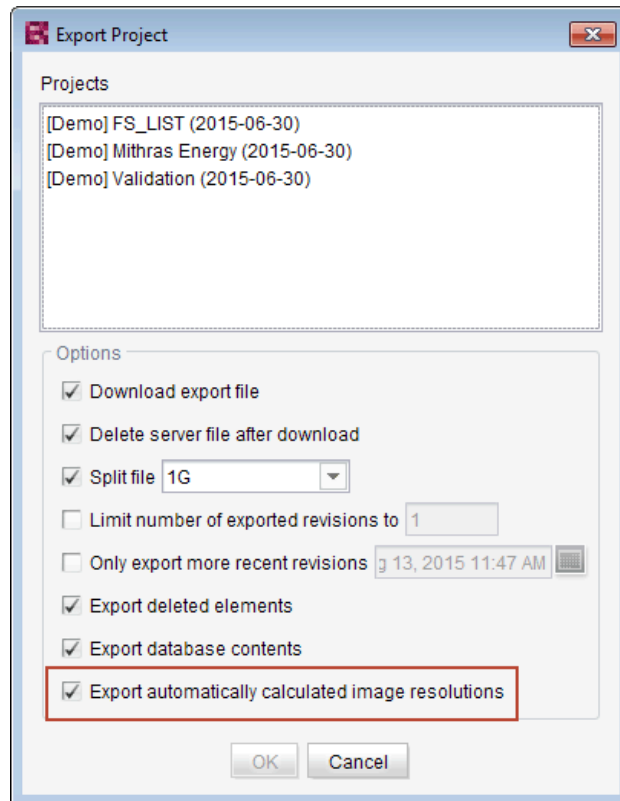 Export Project
Projects
[Demo] FS_LIST (2015-06-30)
[Demo] Mithras Energy (2015-06-30)
[Demo] Validation (2015-06-30)
Options
Download export file
Delete server file after download
Split file 1G
Limit number of exported revisions to 1
Only export more recent revisions g 13, 2015 11:47 AM
Export deleted elements
Export database contents
Export automatically calculated image resolutions
OK Cancel